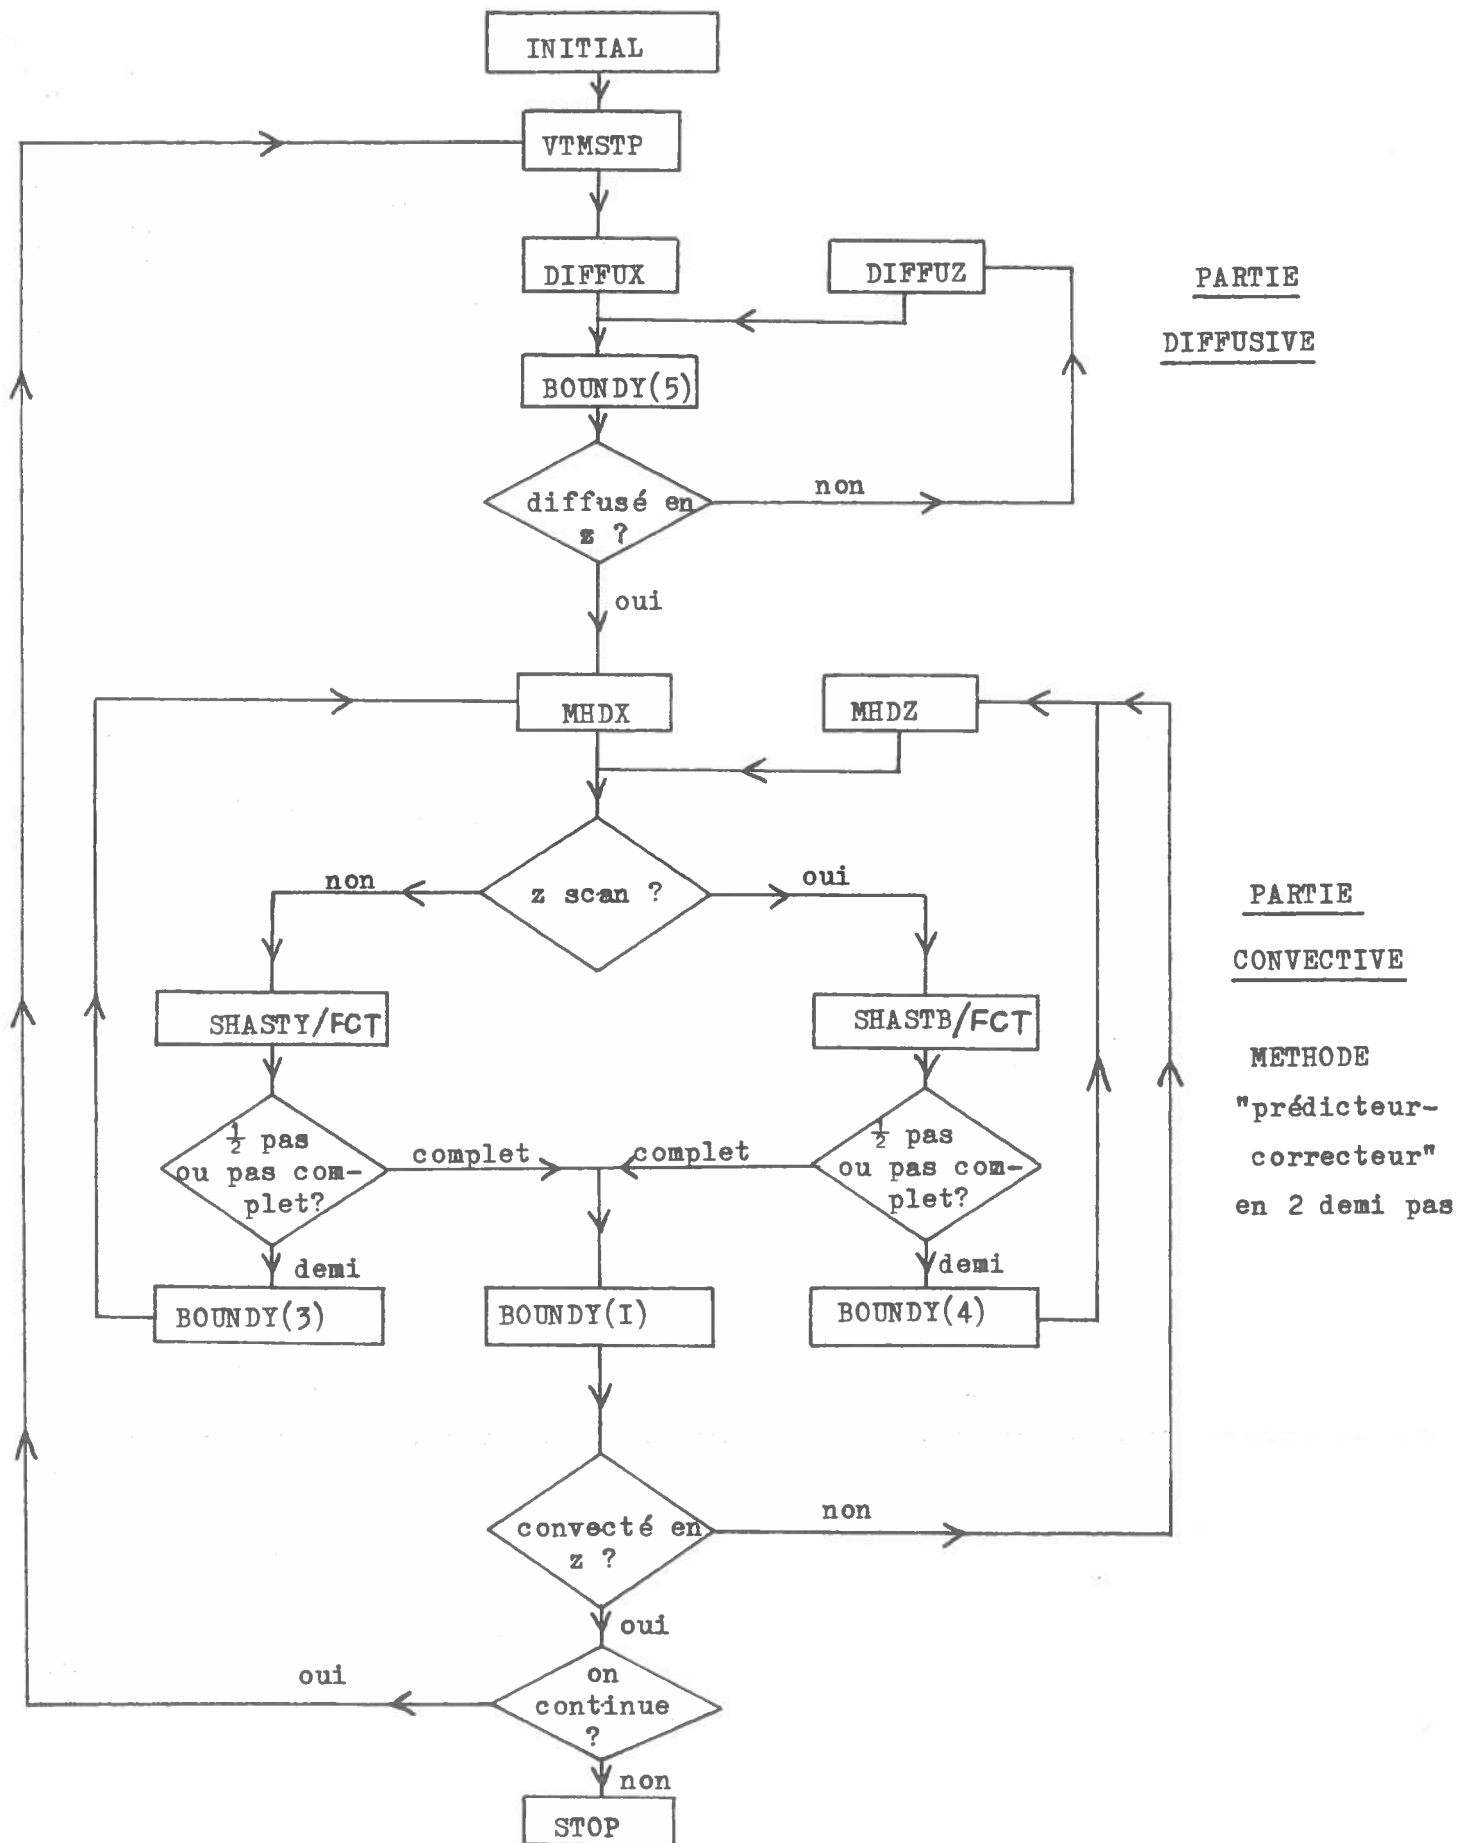 INITIAL
VTMSTP
DIFFUX
DIFFUZ
PARTIE
DIFFUSIVE
BOUNDY(5)
diffusé en
z ?
non
oui
MHDX
MHDZ
z scan ?
non
oui
PARTIE
CONVECTIVE
SHASTY/FCT
SHASTB/FCT
METHODE
"prédicteur-
correcteur"
en 2 demi pas
½ pas
ou pas com-
plet?
complet
complet
½ pas
ou pas com-
plet?
demi
demi
BOUNDY(3)
BOUNDY(I)
BOUNDY(4)
convecté en
z ?
non
oui
on
continue
?
oui
non
STOP